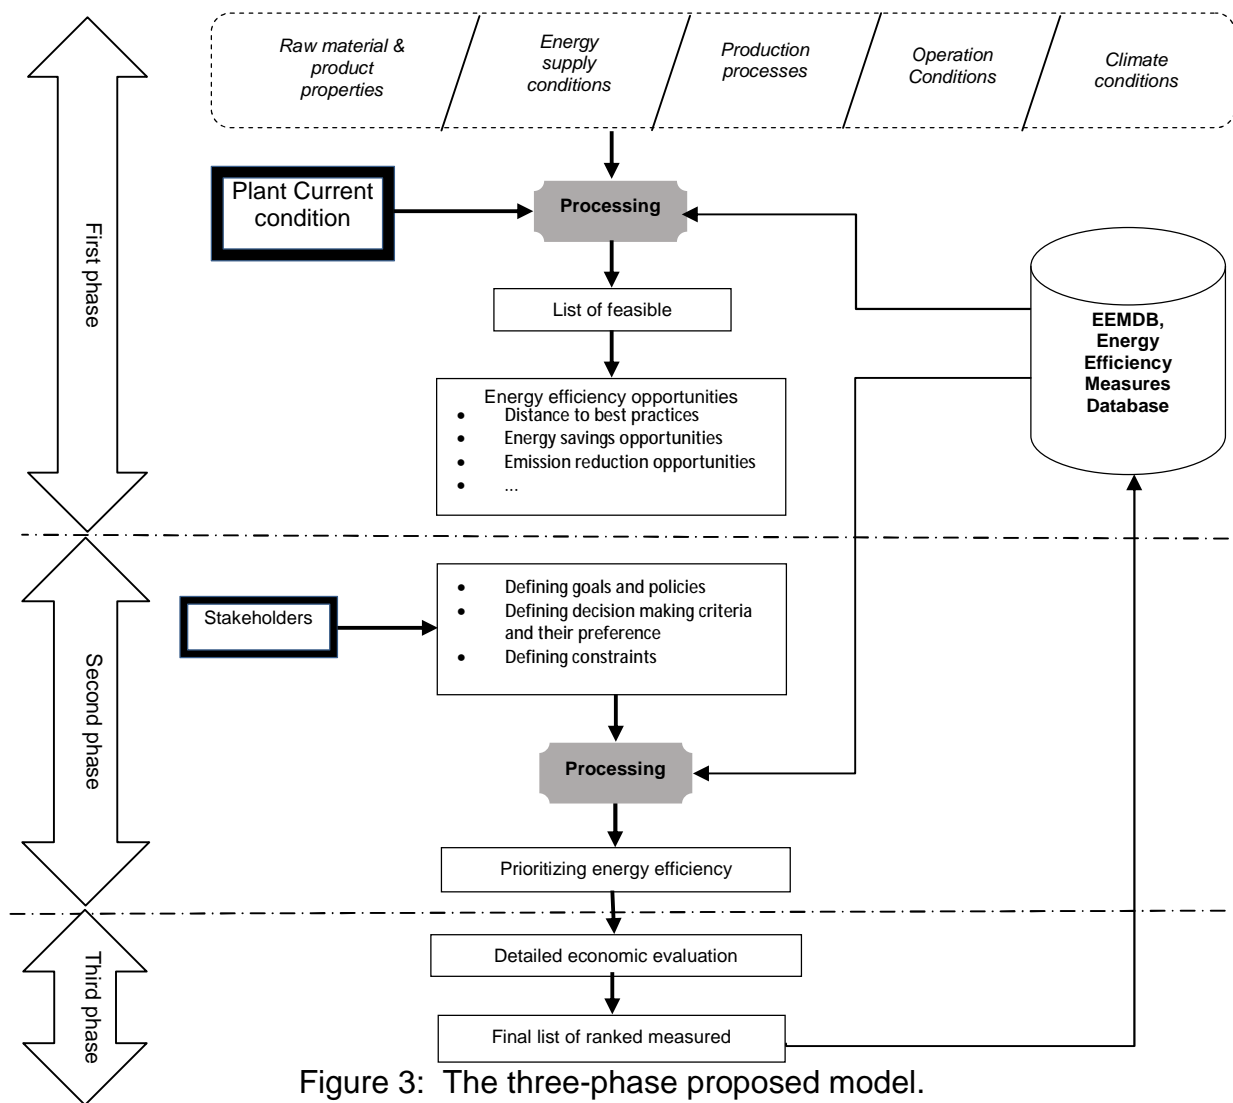 Raw material &
product
properties
Energy
supply
conditions
Production
processes
Operation
Conditions
Climate
conditions
Plant Current
condition
Processing
First phase
List of feasible
EEMDB,
Energy
Efficiency
Measures
Database
Energy efficiency opportunities
• Distance to best practices
• Energy savings opportunities
• Emission reduction opportunities
• ...
Stakeholders
• Defining goals and policies
• Defining decision making criteria
and their preference
• Defining constraints
Second phase
Processing
Prioritizing energy efficiency
Third phase
Detailed economic evaluation
Final list of ranked measured
Figure 3: The three-phase proposed model.